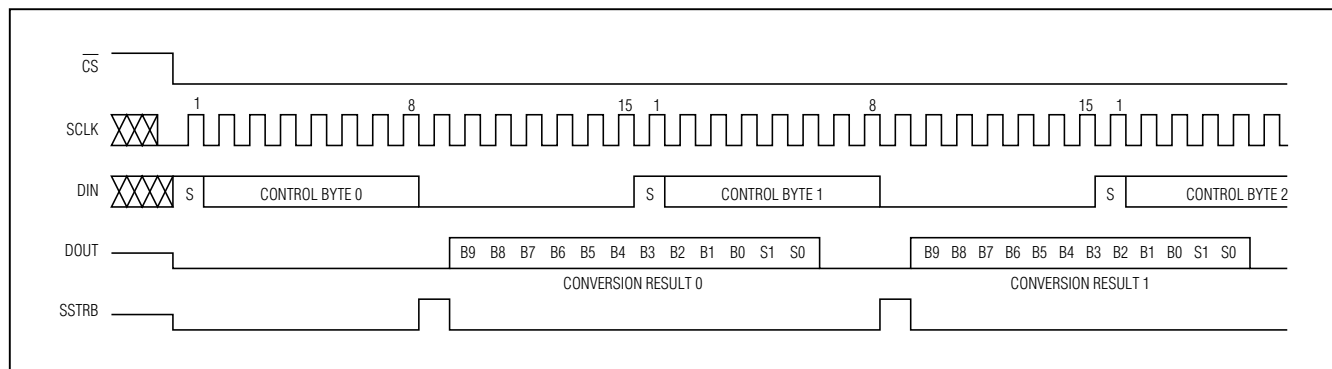 CS
1 8 15 1 8 15 1
SCLK
DIN S CONTROL BYTE 0 S CONTROL BYTE 1 S CONTROL BYTE 2
DOUT B9 B8 B7 B6 B5 B4 B3 B2 B1 B0 S1 S0 B9 B8 B7 B6 B5 B4 B3 B2 B1 B0 S1 S0
CONVERSION RESULT 0 CONVERSION RESULT 1
SSTRB